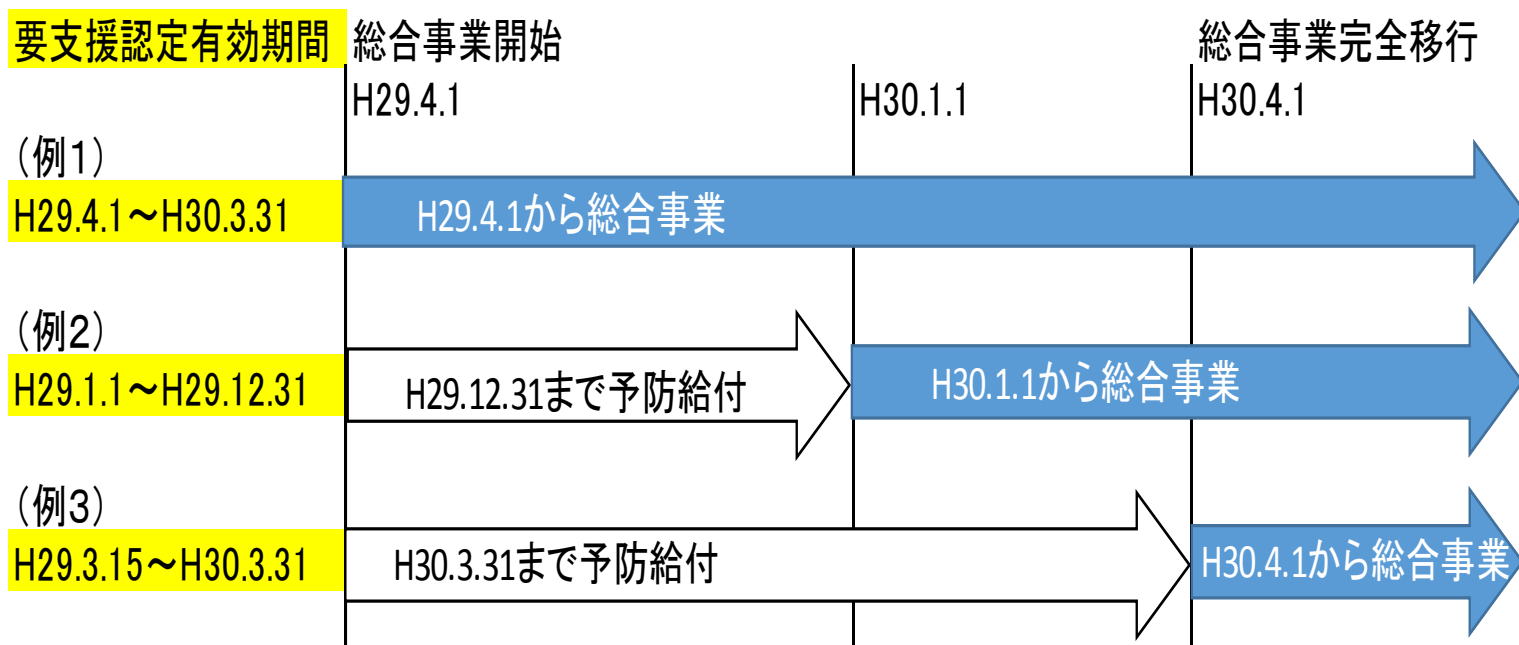 要支援認定有効期間
総合事業開始
総合事業完全移行
H29.4.1
H30.1.1
H30.4.1
（例1）
H29.4.1～H30.3.31
H29.4.1から総合事業
（例2）
H29.1.1～H29.12.31
H29.12.31まで予防給付
H30.1.1から総合事業
（例3）
H29.3.15～H30.3.31
H30.3.31まで予防給付
H30.4.1から総合事業